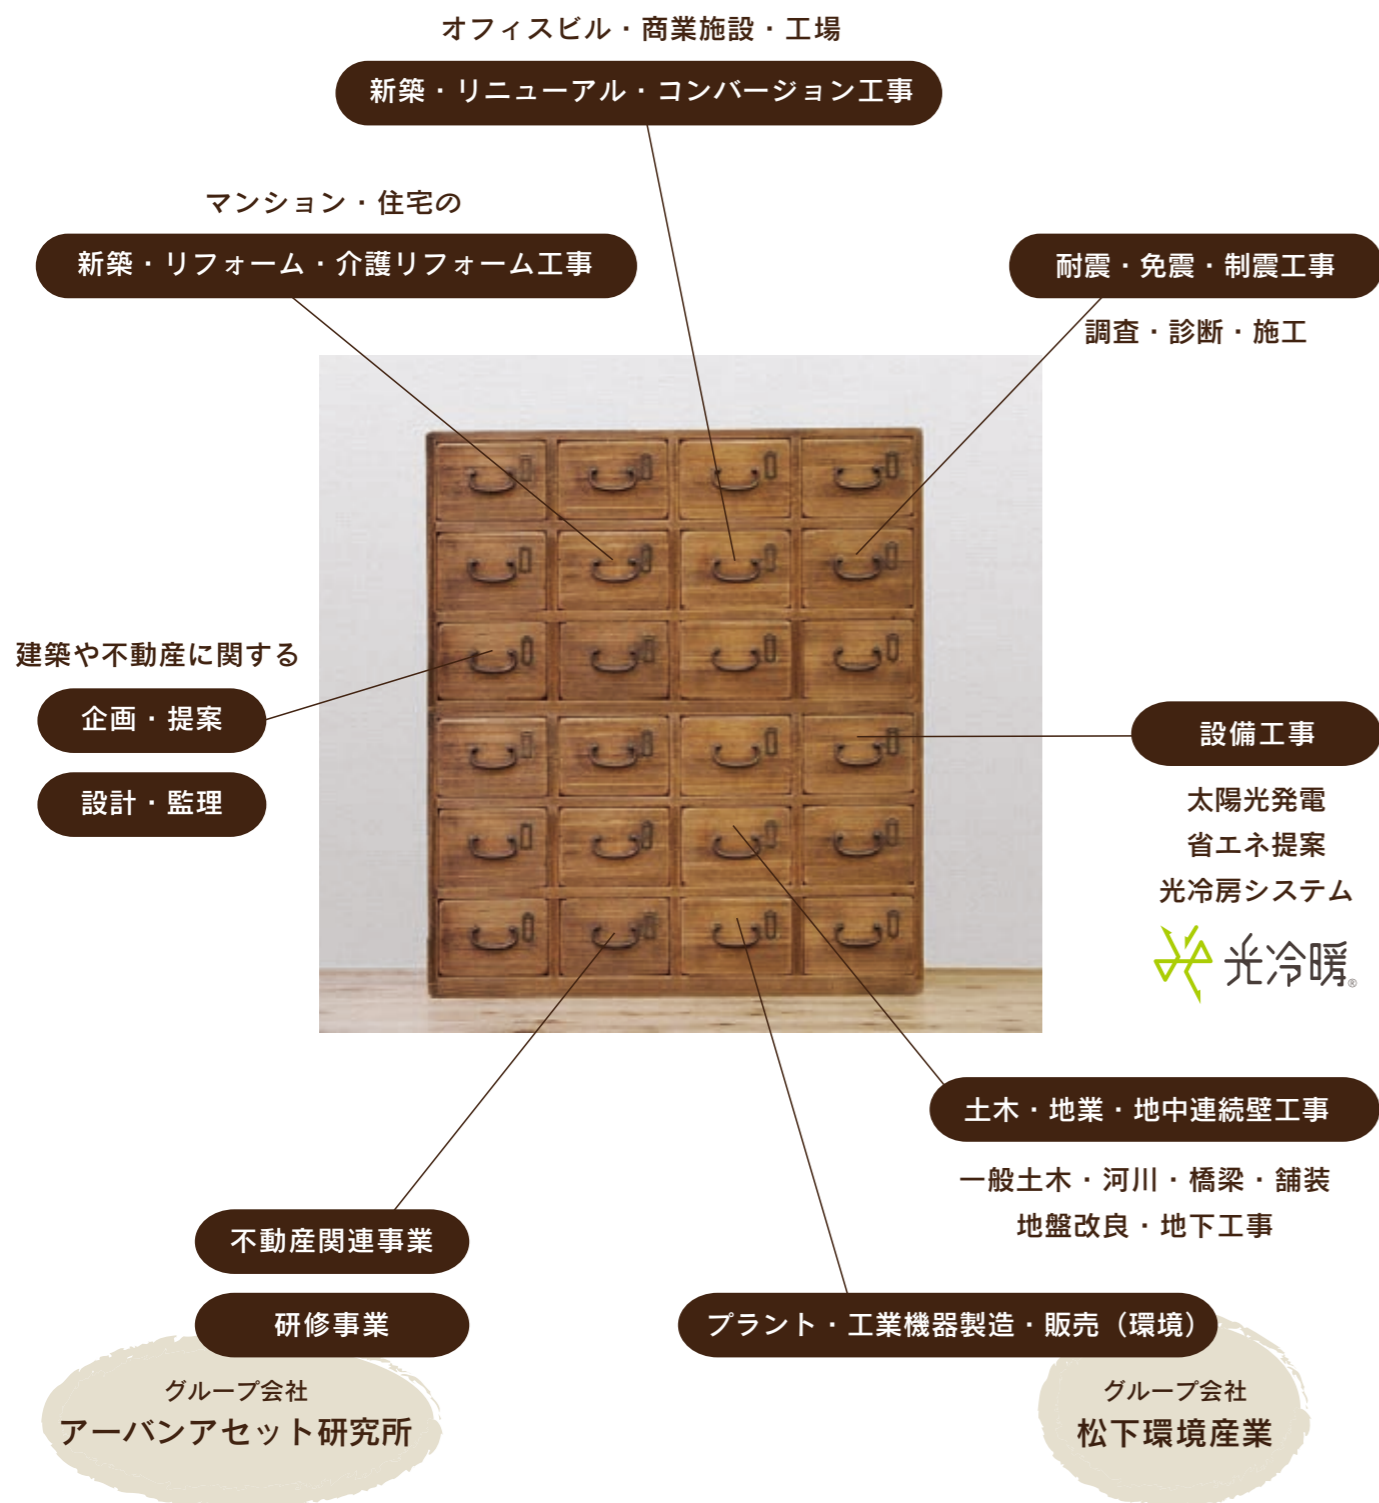 オフィスビル・商業施設・工場
新築・リニューアル・コンバージョン工事
マンション・住宅の
新築・リフォーム・介護リフォーム工事
耐震・免震・制震工事
調査・診断・施工
建築や不動産に関する
企画・提案
設計・監理
設備工事
太陽光発電
省エネ提案
光冷房システム
光冷暖®
土木・地業・地中連続壁工事
一般土木・河川・橋梁・舗装
地盤改良・地下工事
不動産関連事業
研修事業
グループ会社
アーバンアセット研究所
プラント・工業機器製造・販売（環境）
グループ会社
松下環境産業